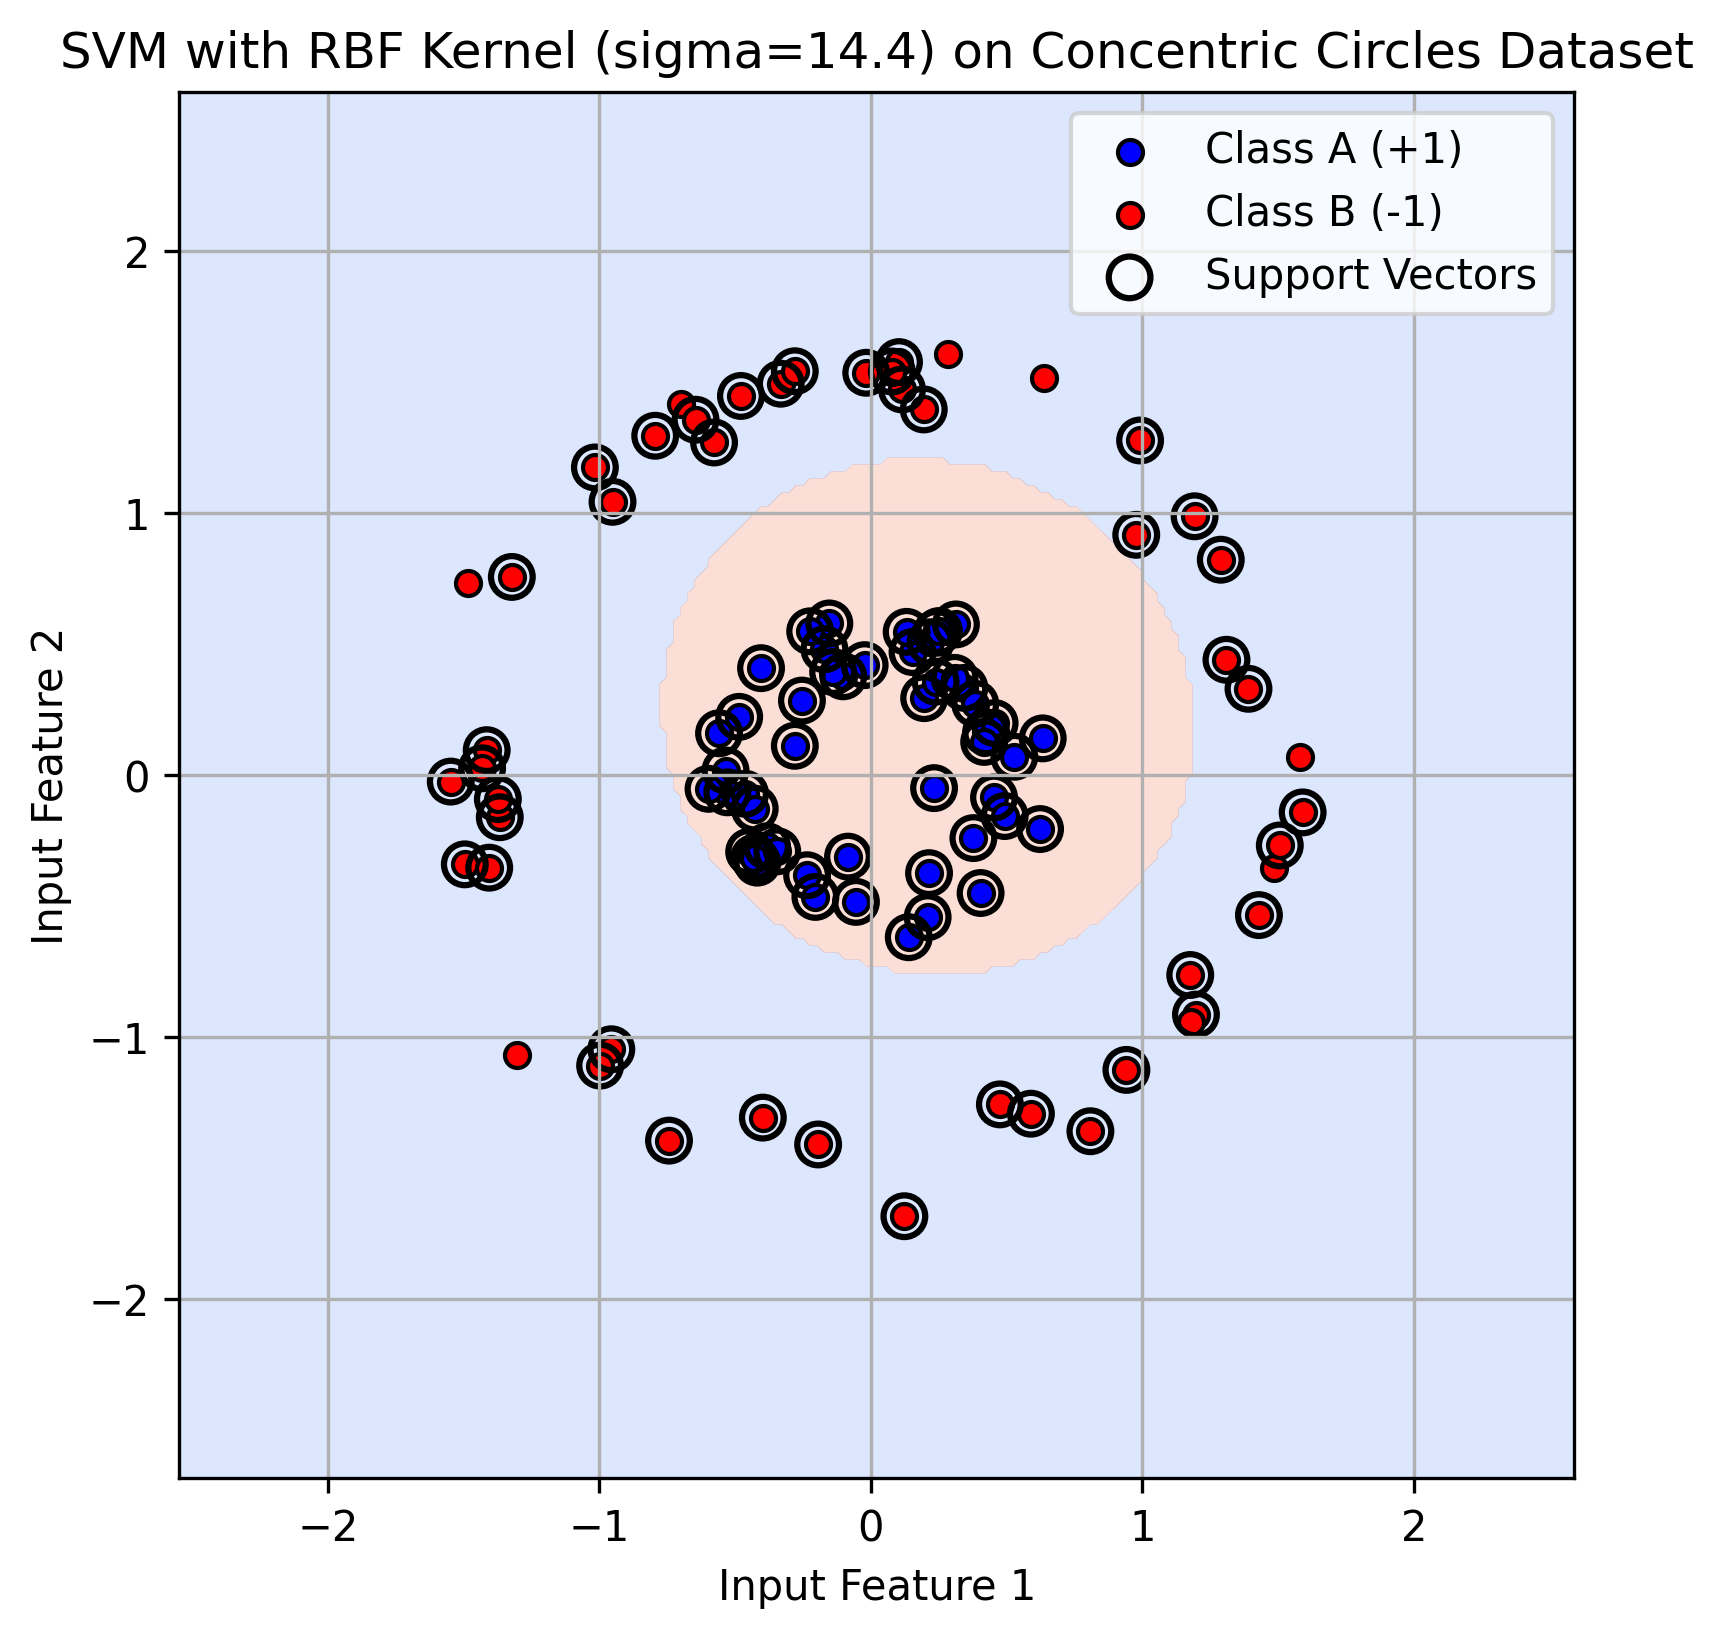 SVM with RBF Kernel (sigma=14.4) on Concentric Circles Dataset
Class A (+1)
Class B (-1)
Support Vectors
2
1
0
−1
−2
Input Feature 2
−2
−1
0
1
2
Input Feature 1